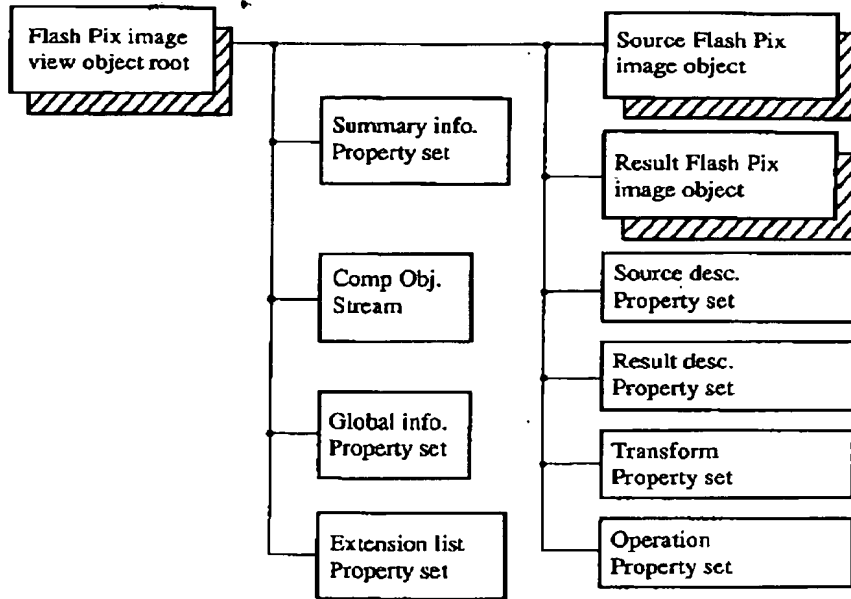 Flash Pix image
view object root
Summary info.
Property set
Comp Obj.
Stream
Global info.
Property set
Extension list
Property set
Source Flash Pix
image object
Result Flash Pix
image object
Source desc.
Property set
Result desc.
Property set
Transform
Property set
Operation
Property set